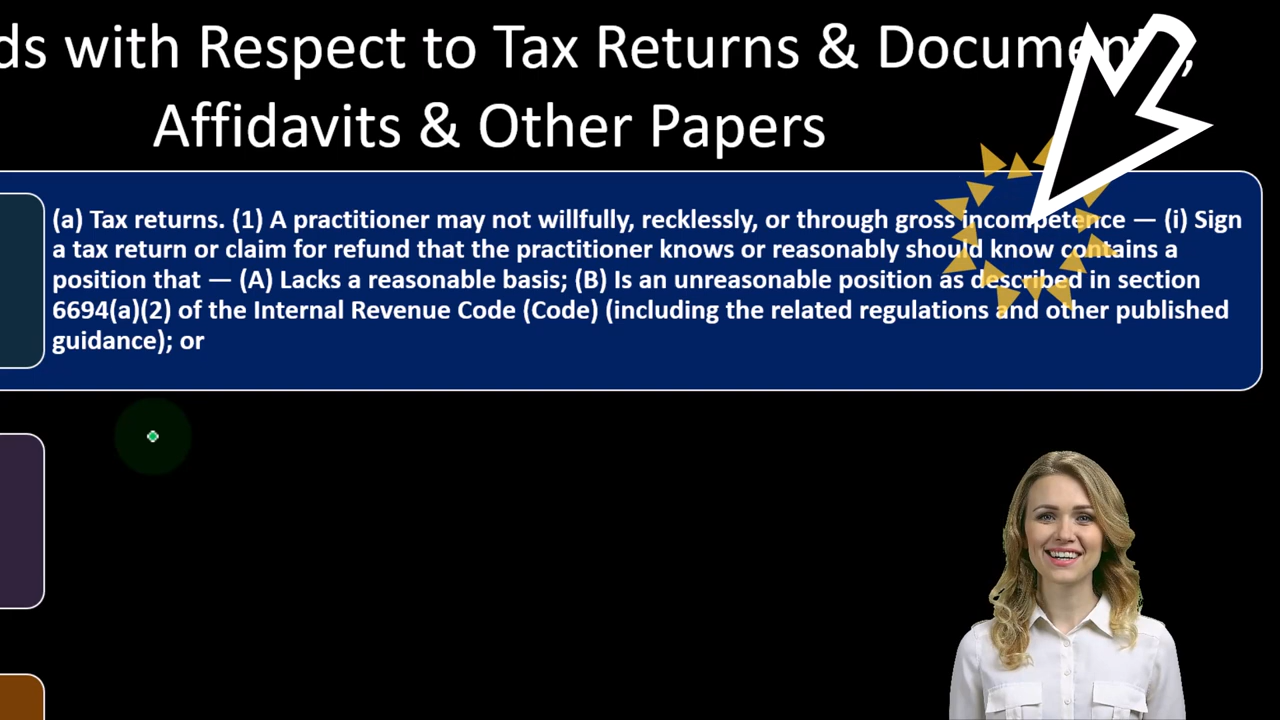 ds with Respect to Tax Returns & Documents,
Affidavits & Other Papers
(a) Tax returns. (1) A practitioner may not willfully, recklessly, or through gross incompetence — (i) Sign
a tax return or claim for refund that the practitioner knows or reasonably should know contains a
position that — (A) Lacks a reasonable basis; (B) Is an unreasonable position as described in section
6694(a)(2) of the Internal Revenue Code (Code) (including the related regulations and other published
guidance); or